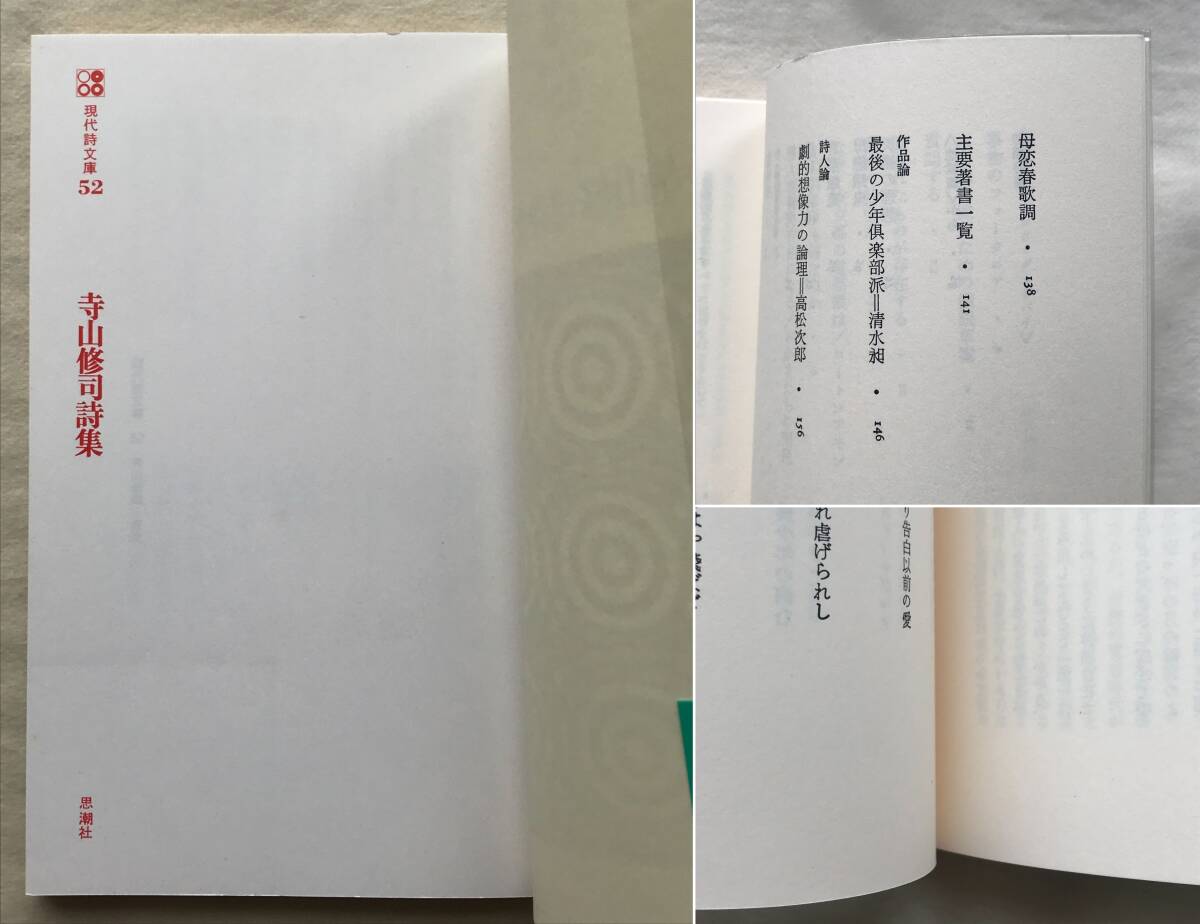 現代詩文庫
52
寺山修司詩集
思潮社
母恋春歌調 • 138
主要著書一覧 • 141
作品論
最後の少年倶楽部派＝清水昶 • 146
詩人論
劇的想像力の論理＝高松次郎 • 156
り告白以前の愛
れ虐げられし